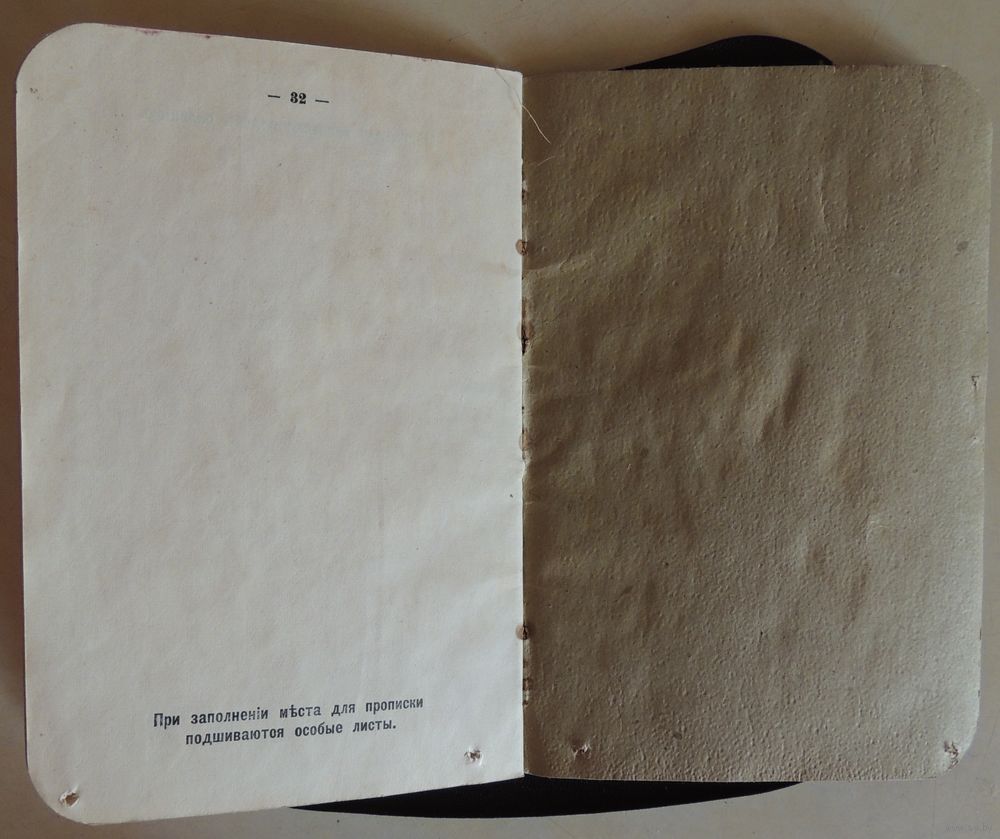 — 32 —
При заполненіи мѣста для прописки
подшиваются особые листы.